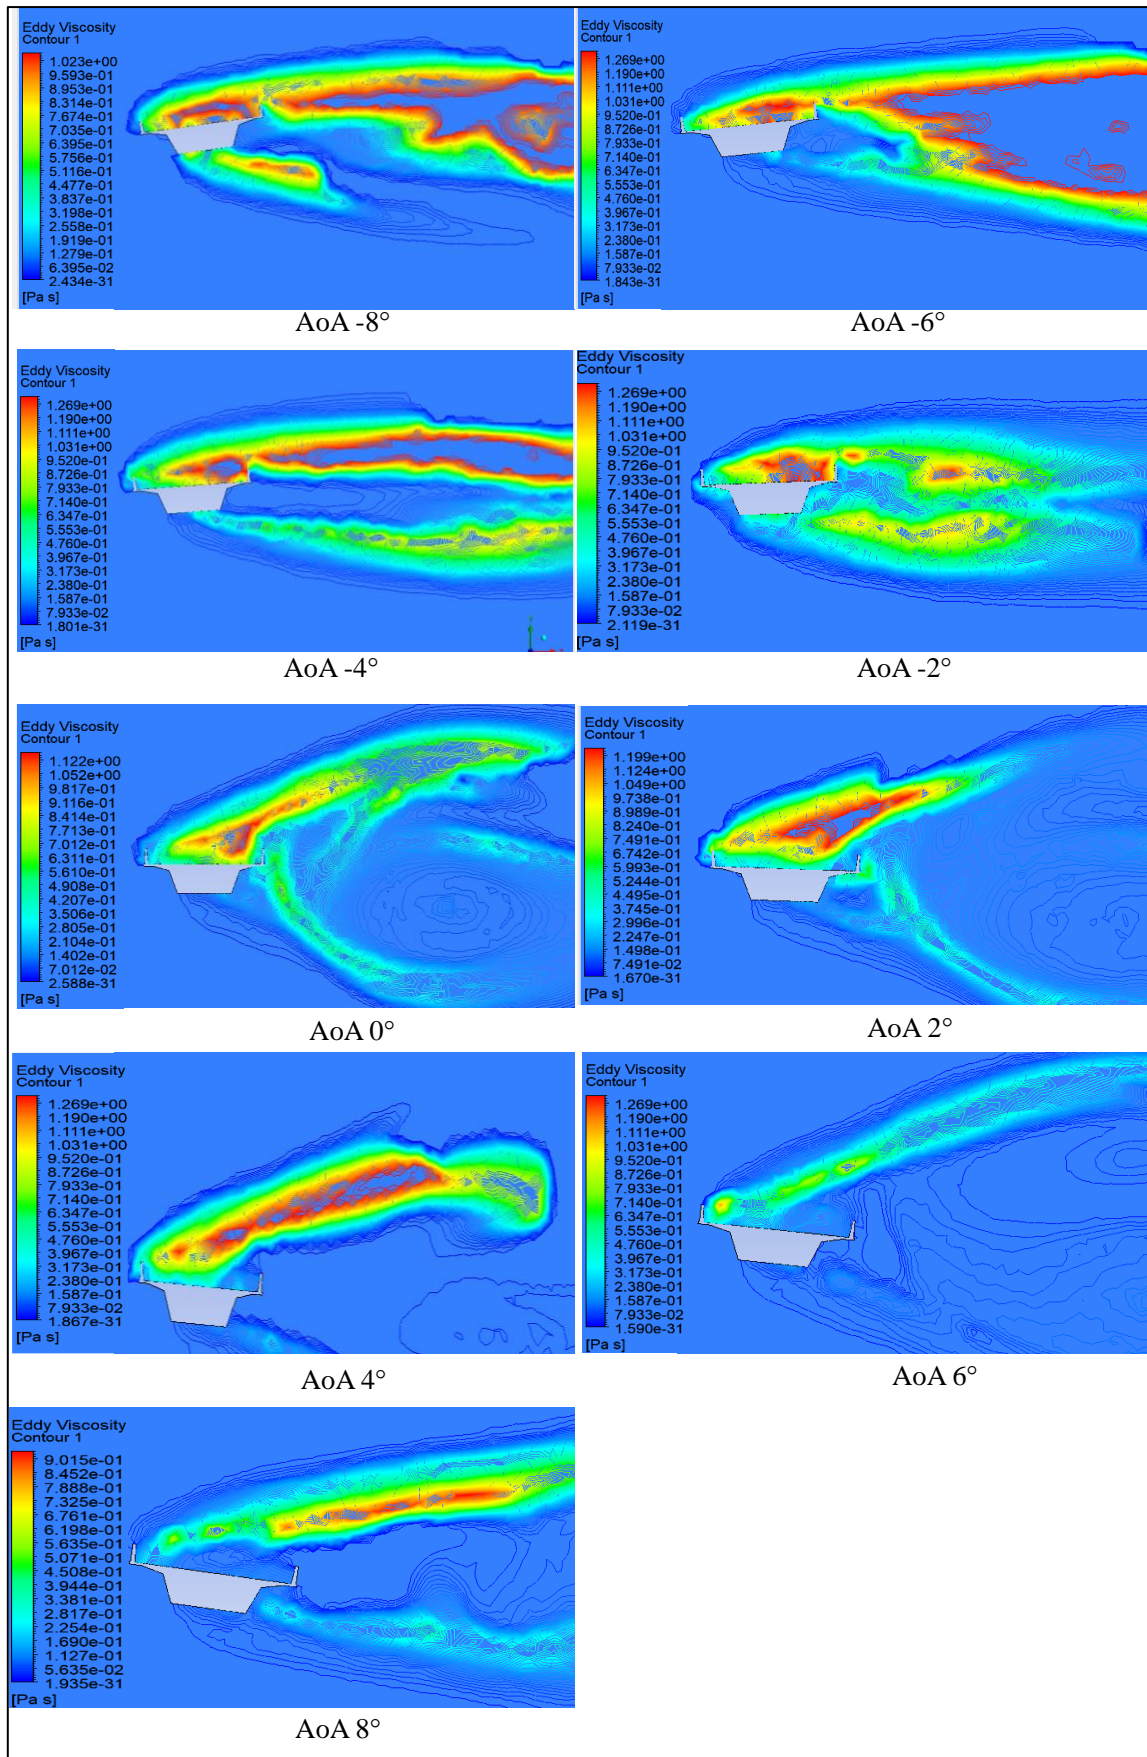 Eddy Viscosity
Contour 1
1.023e+00
9.593e-01
8.953e-01
8.314e-01
7.674e-01
7.035e-01
6.395e-01
5.756e-01
5.116e-01
4.477e-01
3.837e-01
3.198e-01
2.558e-01
1.919e-01
1.279e-01
6.395e-02
2.434e-31
[Pa s]
AoA -8°
Eddy Viscosity
Contour 1
1.269e+00
1.190e+00
1.111e+00
1.031e+00
9.520e-01
8.726e-01
7.933e-01
7.140e-01
6.347e-01
5.553e-01
4.760e-01
3.967e-01
3.173e-01
2.380e-01
1.587e-01
7.933e-02
1.843e-31
[Pa s]
AoA -6°
Eddy Viscosity
Contour 1
1.269e+00
1.190e+00
1.111e+00
1.031e+00
9.520e-01
8.726e-01
7.933e-01
7.140e-01
6.347e-01
5.553e-01
4.760e-01
3.967e-01
3.173e-01
2.380e-01
1.587e-01
7.933e-02
1.801e-31
[Pa s]
AoA -4°
Eddy Viscosity
Contour 1
1.269e+00
1.190e+00
1.111e+00
1.031e+00
9.520e-01
8.726e-01
7.933e-01
7.140e-01
6.347e-01
5.553e-01
4.760e-01
3.967e-01
3.173e-01
2.380e-01
1.587e-01
7.933e-02
2.119e-31
[Pa s]
AoA -2°
Eddy Viscosity
Contour 1
1.122e+00
1.052e+00
9.817e-01
9.116e-01
8.414e-01
7.713e-01
7.012e-01
6.311e-01
5.610e-01
4.908e-01
4.207e-01
3.506e-01
2.805e-01
2.104e-01
1.402e-01
7.012e-02
2.588e-31
[Pa s]
AoA 0°
Eddy Viscosity
Contour 1
1.199e+00
1.124e+00
1.049e+00
9.738e-01
8.989e-01
8.240e-01
7.491e-01
6.742e-01
5.993e-01
5.244e-01
4.495e-01
3.745e-01
2.996e-01
2.247e-01
1.498e-01
7.491e-02
1.670e-31
[Pa s]
AoA 2°
Eddy Viscosity
Contour 1
1.269e+00
1.190e+00
1.111e+00
1.031e+00
9.520e-01
8.726e-01
7.933e-01
7.140e-01
6.347e-01
5.553e-01
4.760e-01
3.967e-01
3.173e-01
2.380e-01
1.587e-01
7.933e-02
1.867e-31
[Pa s]
AoA 4°
Eddy Viscosity
Contour 1
1.269e+00
1.190e+00
1.111e+00
1.031e+00
9.520e-01
8.726e-01
7.933e-01
7.140e-01
6.347e-01
5.553e-01
4.760e-01
3.967e-01
3.173e-01
2.380e-01
1.587e-01
7.933e-02
1.590e-31
[Pa s]
AoA 6°
Eddy Viscosity
Contour 1
9.015e-01
8.452e-01
7.888e-01
7.325e-01
6.761e-01
6.198e-01
5.635e-01
5.071e-01
4.508e-01
3.944e-01
3.381e-01
2.817e-01
2.254e-01
1.690e-01
1.127e-01
5.635e-02
1.935e-31
[Pa s]
AoA 8°